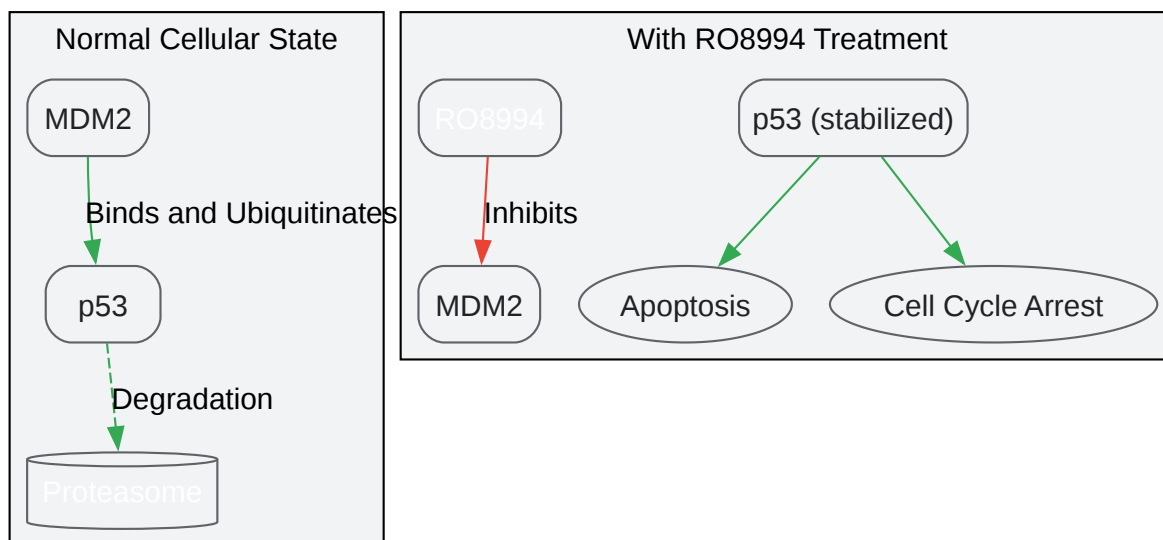 Normal Cellular State
MDM2
Binds and Ubiquitinates
p53
Degradation
Proteasome
With RO8994 Treatment
RO8994
p53 (stabilized)
Inhibits
MDM2
Apoptosis
Cell Cycle Arrest